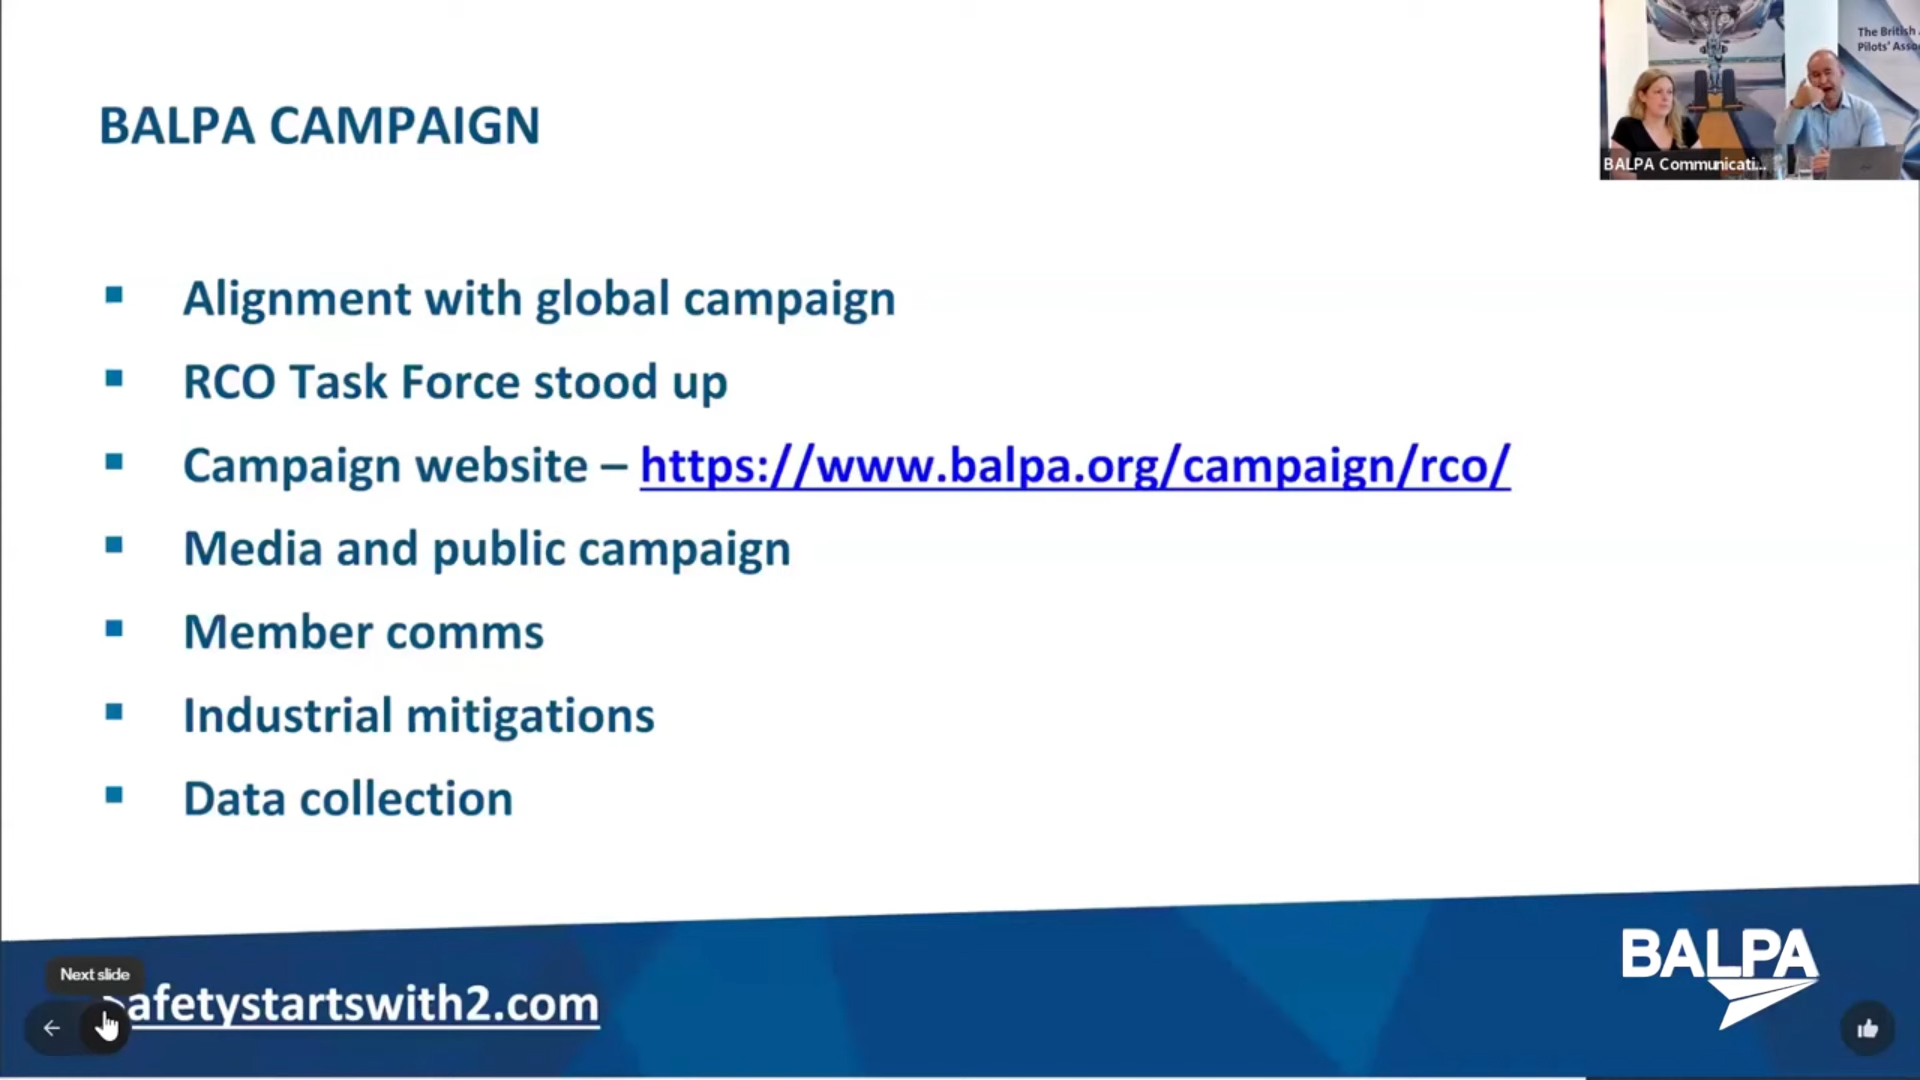 The British
Pilots'
BALPA Communicati...
BALPA CAMPAIGN
Alignment with global campaign
RCO Task Force stood up
Campaign website – https://www.balpa.org/campaign/rco/
Media and public campaign
Member comms
Industrial mitigations
Data collection
Next slide
afetystartswith2.com
BALPA